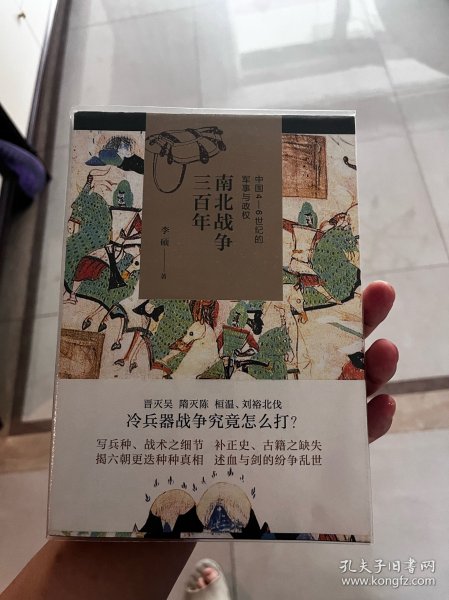 南北战争
三百年
中国4—6世纪的
军事与政权
李硕——著
晋灭吴 隋灭陈 桓温、刘裕北伐
冷兵器战争究竟怎么打？
写兵种、战术之细节 补正史、古籍之缺失
揭六朝更迭种种真相 述血与剑的纷争乱世
孔夫子旧书网
www.kongfz.com